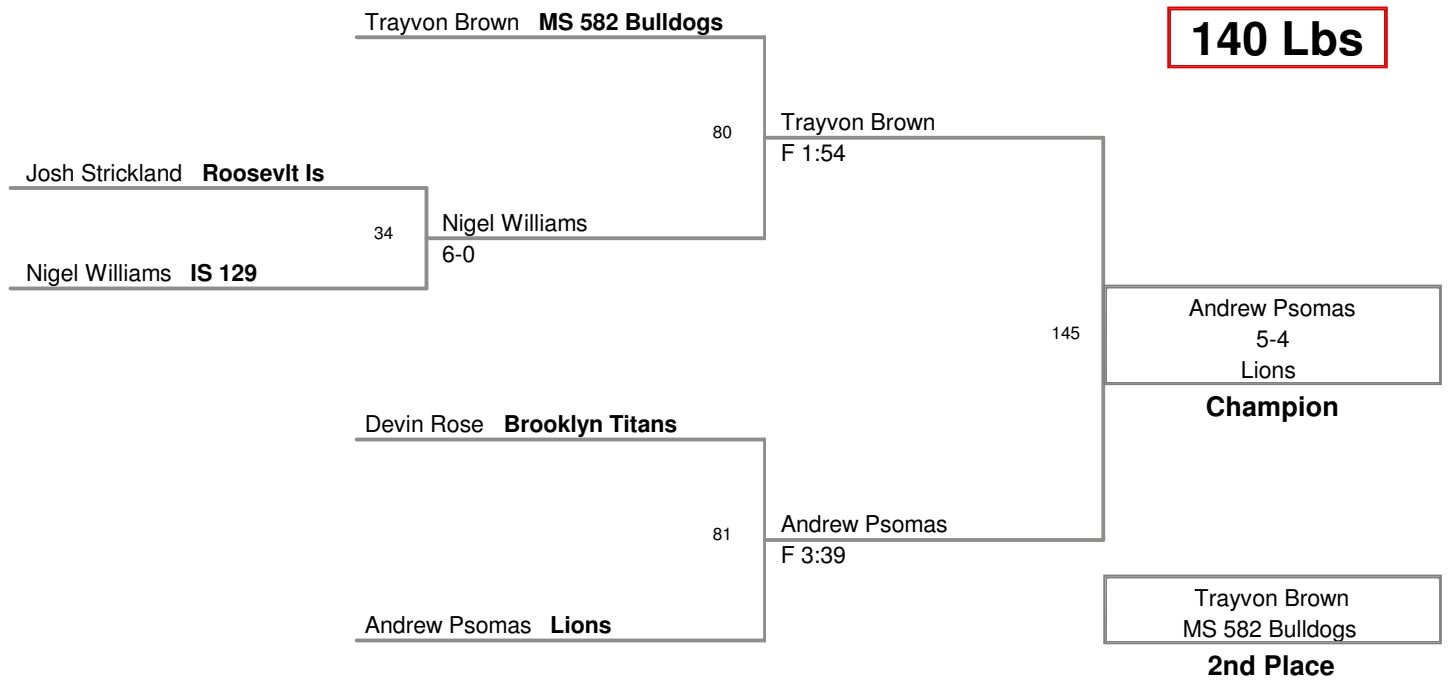 Trayvon Brown MS 582 Bulldogs
140 Lbs
80
Trayvon Brown
F 1:54
Josh Strickland Roosevlt Is
34
Nigel Williams
6-0
Nigel Williams IS 129
145
Andrew Psomas
5-4
Lions
Champion
Devin Rose Brooklyn Titans
81
Andrew Psomas
F 3:39
Andrew Psomas Lions
Trayvon Brown
MS 582 Bulldogs
2nd Place